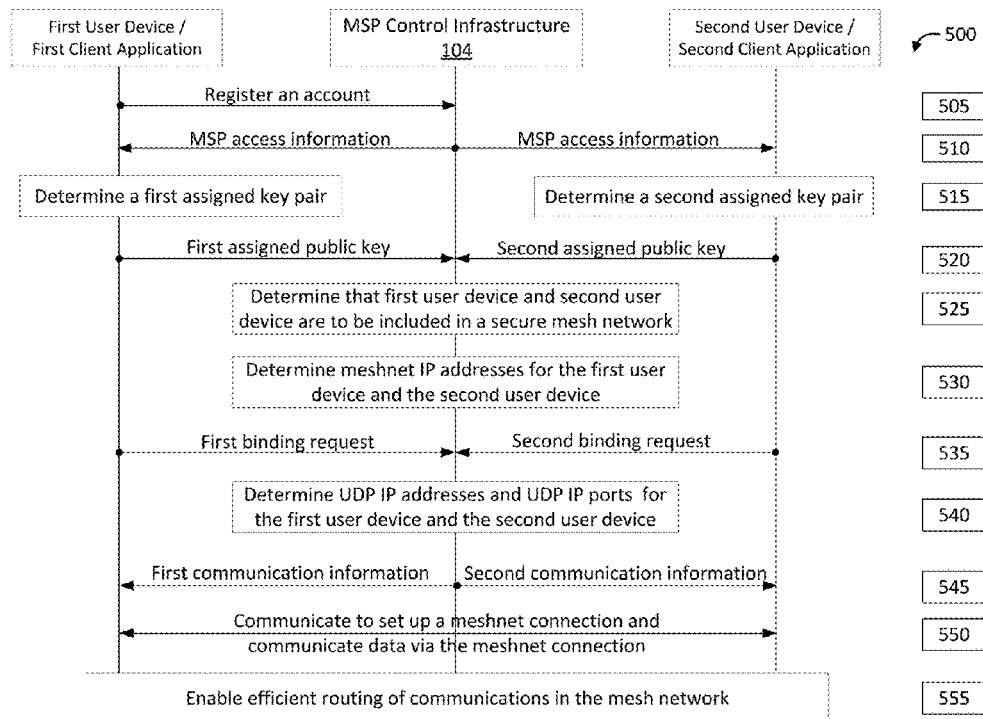 First User Device /
First Client Application
MSP Control Infrastructure
104
Second User Device /
Second Client Application
500
Register an account
505
MSP access information
MSP access information
510
Determine a first assigned key pair
Determine a second assigned key pair
515
First assigned public key
Second assigned public key
520
Determine that first user device and second user
device are to be included in a secure mesh network
525
Determine meshnet IP addresses for the first user
device and the second user device
530
First binding request
Second binding request
535
Determine UDP IP addresses and UDP IP ports for
the first user device and the second user device
540
First communication information
Second communication information
545
Communicate to set up a meshnet connection and
communicate data via the meshnet connection
550
Enable efficient routing of communications in the mesh network
555